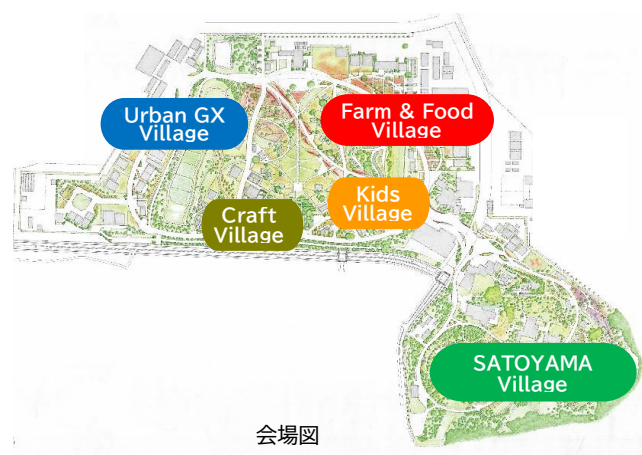 Urban GX
Village
Farm & Food
Village
Kids
Village
Craft
Village
SATOYAMA
Village
会場図